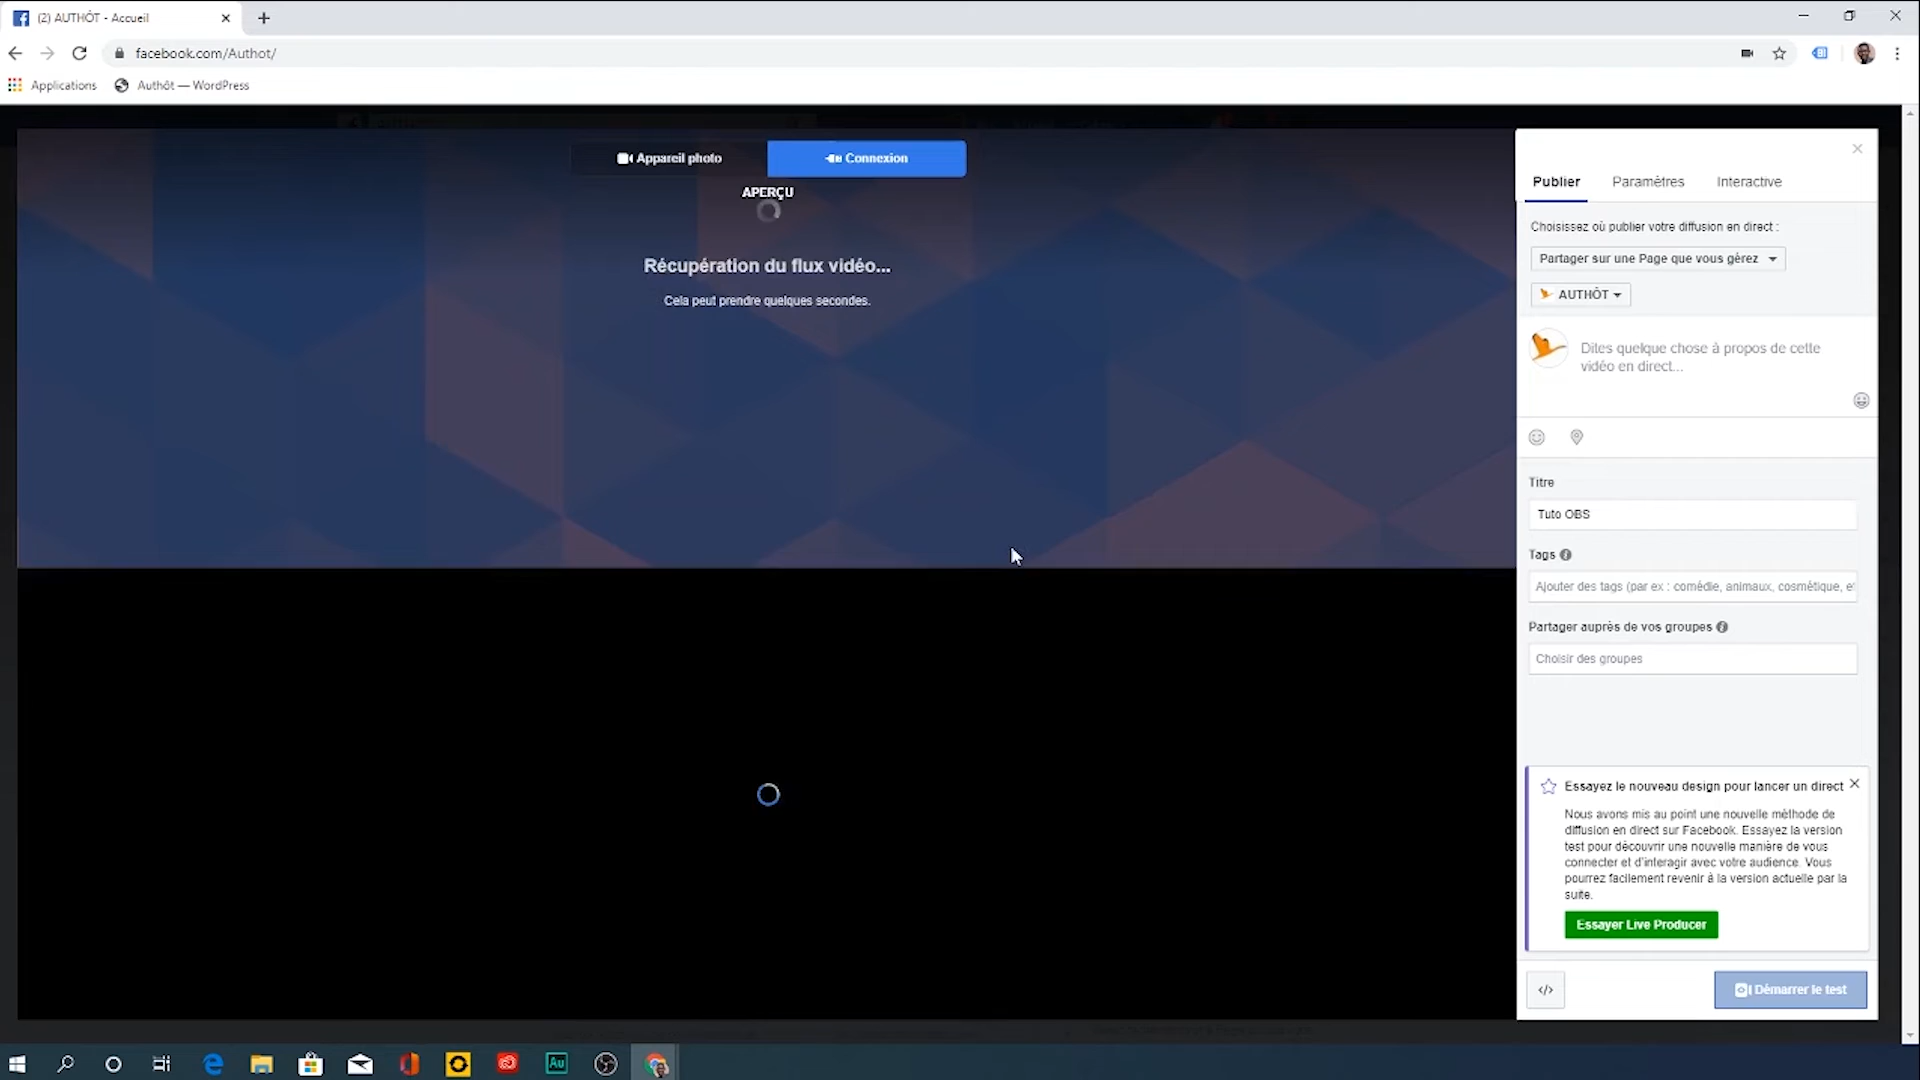 (2) AUTHÔT - Accueil
facebook.com/Authot/
Applications
Authôt — WordPress
Appareil photo
Connexion
APERÇU
Récupération du flux vidéo...
Cela peut prendre quelques secondes.
Publier
Paramètres
Interactive
Choisissez où publier votre diffusion en direct :
Partager sur une Page que vous gérez
AUTHÔT
Dites quelque chose à propos de cette
vidéo en direct...
Titre
Tuto OBS
Tags
Ajouter des tags (par ex : comédie, animaux, cosmétique, et
Partager auprès de vos groupes
Choisir des groupes
Essayez le nouveau design pour lancer un direct
Nous avons mis au point une nouvelle méthode de
diffusion en direct sur Facebook. Essayez la version
test pour découvrir une nouvelle manière de vous
connecter et d'interagir avec votre audience. Vous
pourrez facilement revenir à la version actuelle par la
suite.
Essayer Live Producer
</>
Démarrer le test
Au